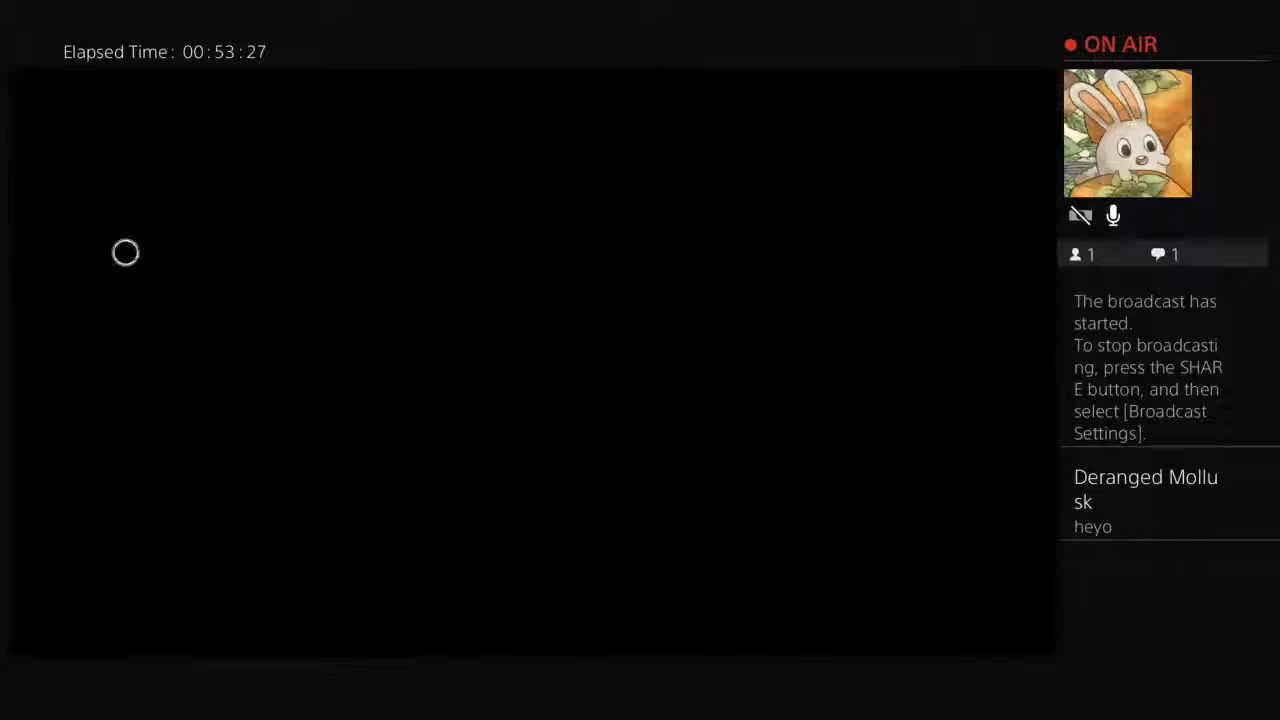 Elapsed Time: 00:53:27
ON AIR
1 1
The broadcast has
started.
To stop broadcasti
ng, press the SHAR
E button, and then
select [Broadcast
Settings].
Deranged Mollu
sk
heyo